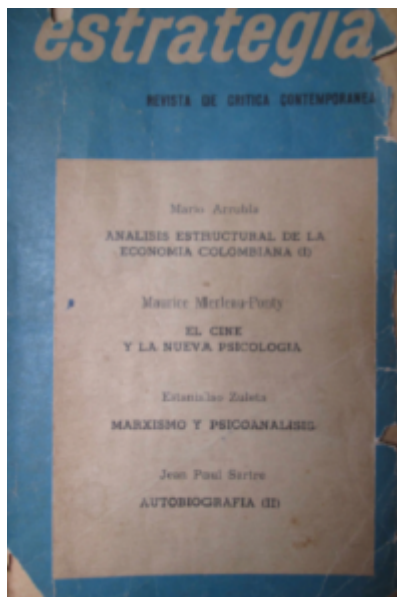 estrategia
REVISTA DE CRITICA CONTEMPORANEA
Mario Arrubla
ANALISIS ESTRUCTURAL DE LA
ECONOMIA COLOMBIANA (I)
Maurice Merleau-Ponty
EL CINE
Y LA NUEVA PSICOLOGIA
Estanislao Zuleta
MARXISMO Y PSICOANALISIS
Jean Paul Sartre
AUTOBIOGRAFIA (II)